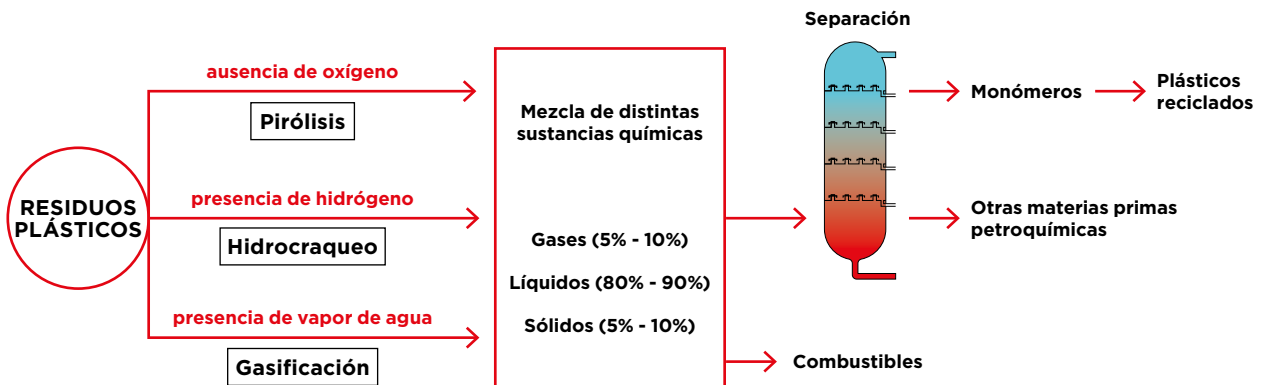 RESIDUOS
PLÁSTICOS
ausencia de oxígeno
Pirólisis
presencia de hidrógeno
Hidrocraqueo
presencia de vapor de agua
Gasificación
Mezcla de distintas
sustancias químicas
Gases (5% - 10%)
Líquidos (80% - 90%)
Sólidos (5% - 10%)
Separación
Monómeros
Plásticos
reciclados
Otras materias primas
petroquímicas
Combustibles